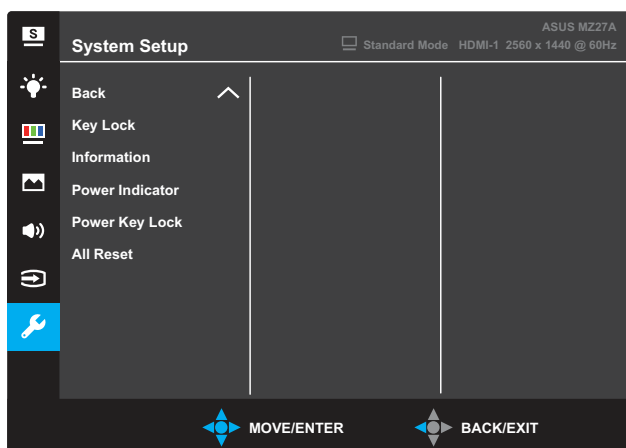 S
ASUS MZ27A
System Setup
Standard Mode HDMI-1 2560 x 1440 @ 60Hz
Back
Key Lock
Information
Power Indicator
Power Key Lock
All Reset
MOVE/ENTER
BACK/EXIT